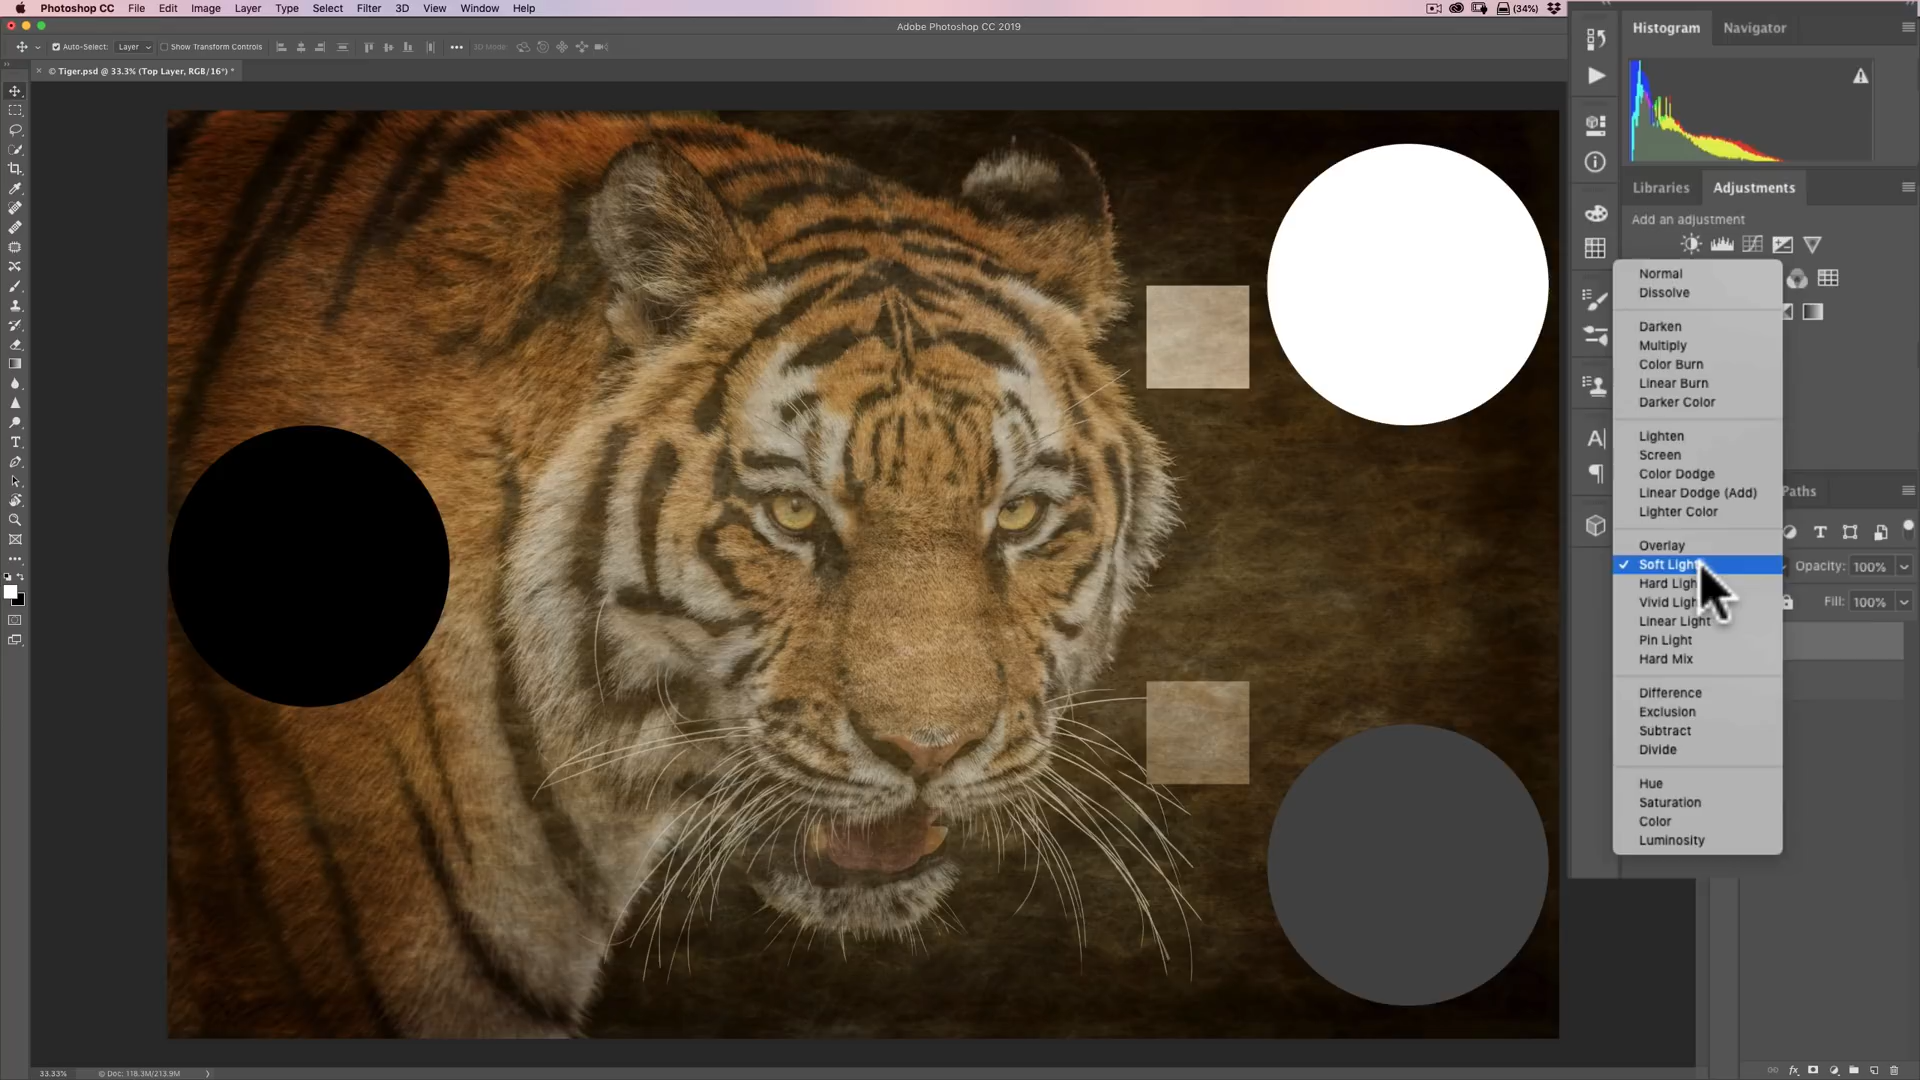 Photoshop CC File Edit Image Layer Type Select Filter 3D View Window Help (34%)
Adobe Photoshop CC 2019
Auto-Select: Layer Show Transform Controls ••• 3D Mode:
× © Tiger.psd @ 33.3% (Top Layer, RGB/16*) *
Histogram Navigator
Libraries Adjustments
Add an adjustment
Normal
Dissolve
Darken
Multiply
Color Burn
Linear Burn
Darker Color
Lighten
Screen
Color Dodge
Linear Dodge (Add)
Lighter Color
Paths
Overlay
✓ Soft Light Opacity: 100%
Hard Light
Vivid Light Fill: 100%
Linear Light
Pin Light
Hard Mix
Difference
Exclusion
Subtract
Divide
Hue
Saturation
Color
Luminosity
33.33% © Doc: 118.3M/213.9M